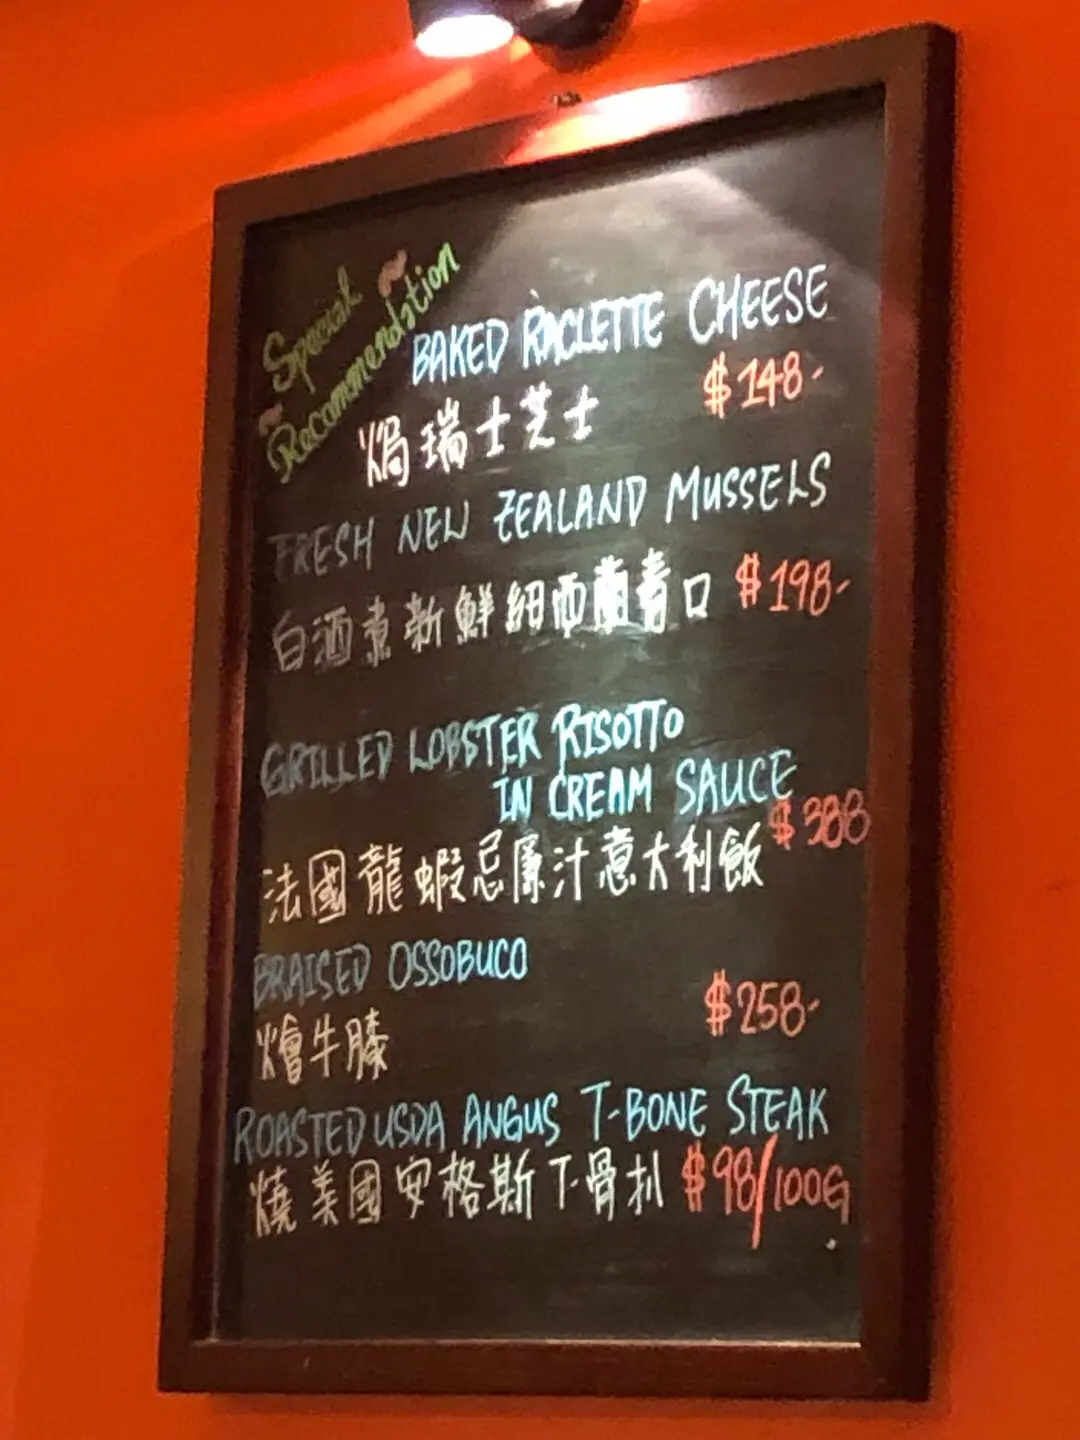 Special
Recommendation
BAKED RACLETTE CHEESE
焗瑞士芝士 $148-
FRESH NEW ZEALAND MUSSELS
白酒煮新鮮紐西蘭青口 $198-
GRILLED LOBSTER RISOTTO
IN CREAM SAUCE
法國龍蝦忌廉汁意大利飯 $388
BRAISED OSSOBUCO
燴牛膝 $258-
ROASTED USDA ANGUS T-BONE STEAK
燒美國安格斯T-骨扒 $98/100G